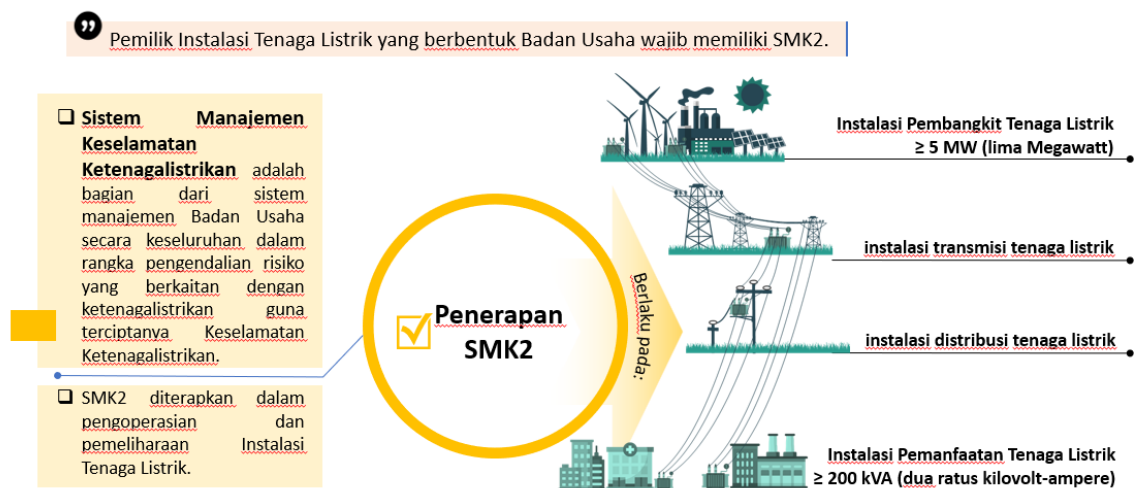 Pemilik Instalasi Tenaga Listrik yang berbentuk Badan Usaha wajib memiliki SMK2.
Sistem Manajemen
Keselamatan
Ketenagalistrikan adalah
bagian dari sistem
manajemen Badan Usaha
secara keseluruhan dalam
rangka pengendalian risiko
yang berkaitan dengan
ketenagalistrikan guna
terciptanya Keselamatan
Ketenagalistrikan.
SMK2 diterapkan dalam
pengoperasian dan
pemeliharaan Instalasi
Tenaga Listrik.
Penerapan
SMK2
Berlaku pada:
Instalasi Pembangkit Tenaga Listrik
≥ 5 MW (lima Megawatt)
instalasi transmisi tenaga listrik
instalasi distribusi tenaga listrik
Instalasi Pemanfaatan Tenaga Listrik
≥ 200 kVA (dua ratus kilovolt-ampere)